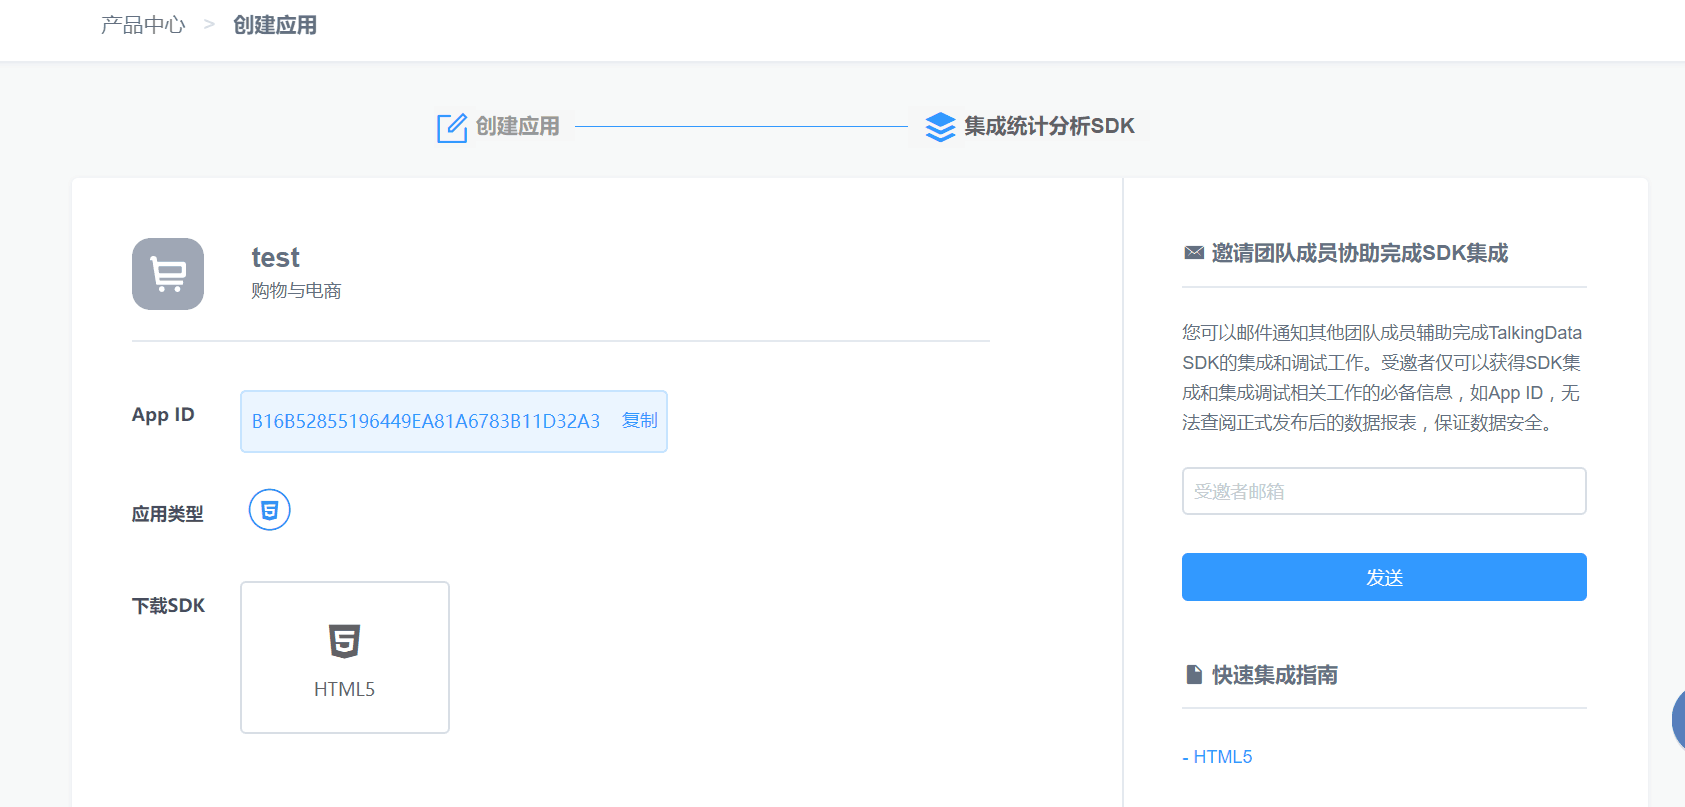 产品中心 > 创建应用
创建应用
集成统计分析SDK
test
购物与电商
App ID
B16B52855196449EA81A6783B11D32A3 复制
应用类型
下载SDK
HTML5
邀请团队成员协助完成SDK集成
您可以邮件通知其他团队成员辅助完成TalkingData
SDK的集成和调试工作。受邀者仅可以获得SDK集
成和集成调试相关工作的必备信息，如App ID，无
法查阅正式发布后的数据报表，保证数据安全。
受邀者邮箱
发送
快速集成指南
- HTML5